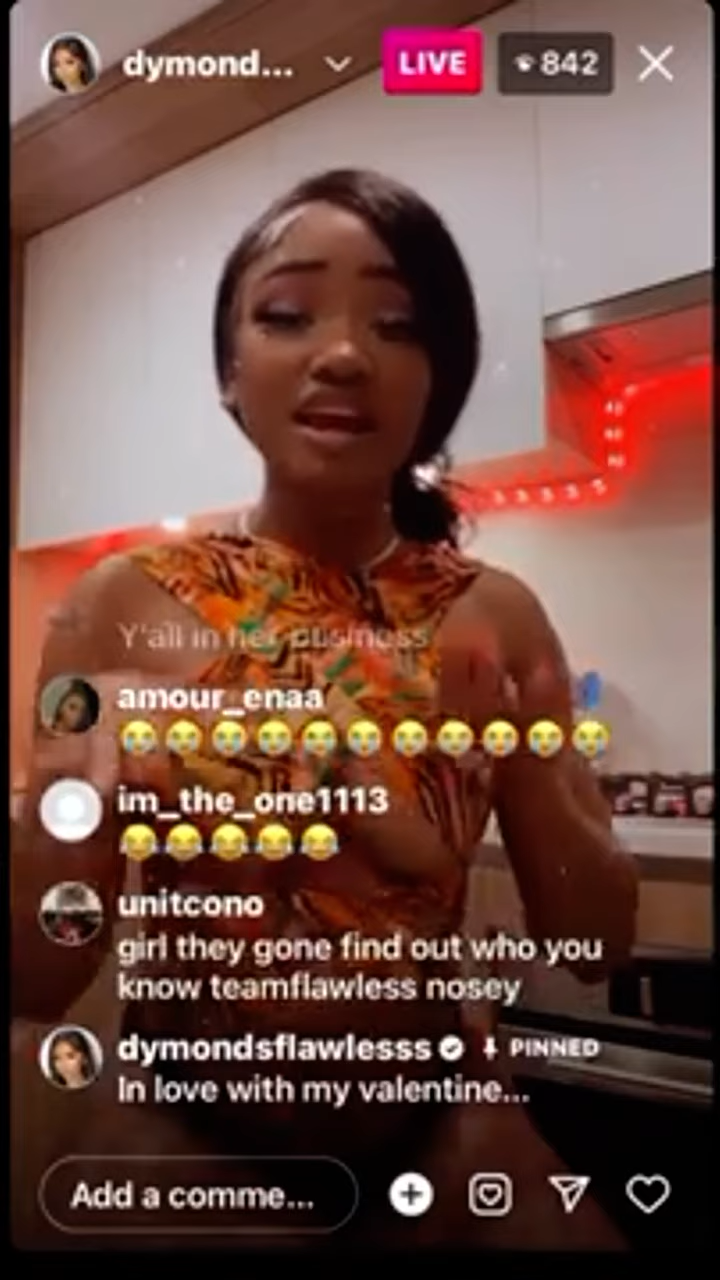 dymond...
LIVE
842
Y'all in her business
amour_enaa
😭😭😭😭😭😭😭😭😭😭😭
im_the_one1113
😂😂😂😂😂
unitcono
girl they gone find out who you
know teamflawless nosey
dymondsflawlesss PINNED
In love with my valentine...
Add a comme...